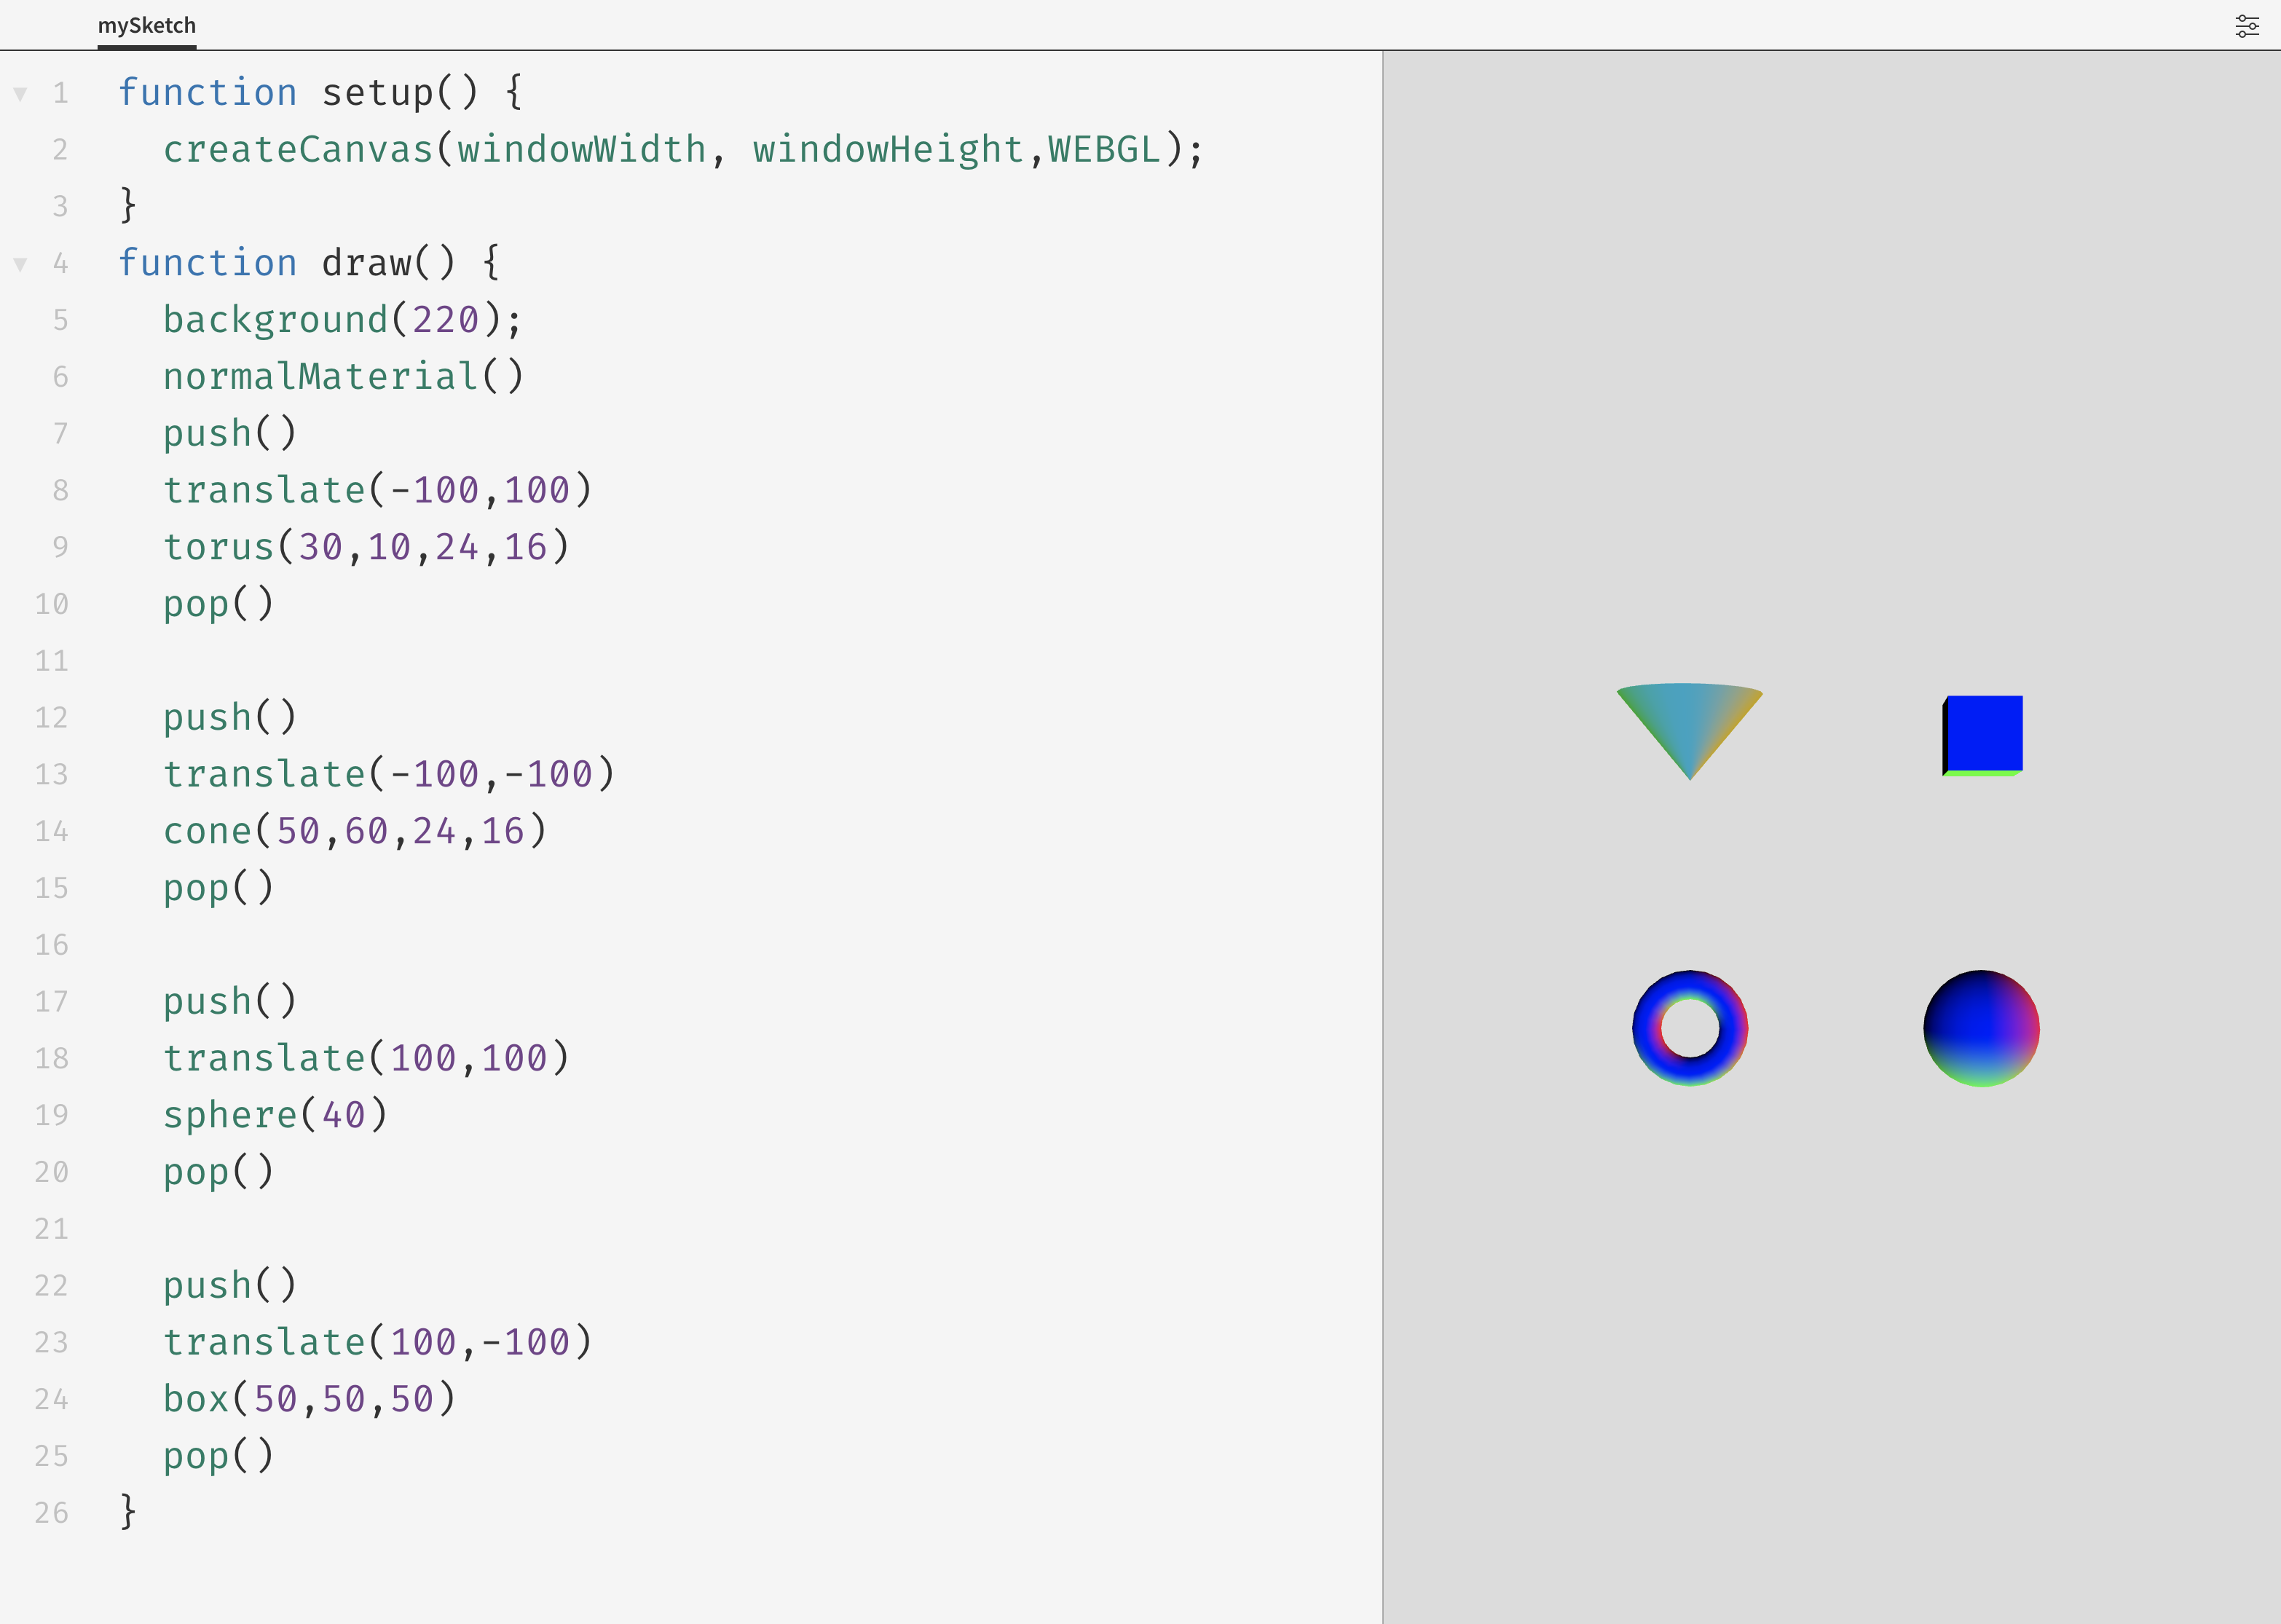 mySketch
1 function setup() {
2 createCanvas(windowWidth, windowHeight,WEBGL);
3 }
4 function draw() {
5 background(220);
6 normalMaterial()
7 push()
8 translate(-100,100)
9 torus(30,10,24,16)
10 pop()
11
12 push()
13 translate(-100,-100)
14 cone(50,60,24,16)
15 pop()
16
17 push()
18 translate(100,100)
19 sphere(40)
20 pop()
21
22 push()
23 translate(100,-100)
24 box(50,50,50)
25 pop()
26 }